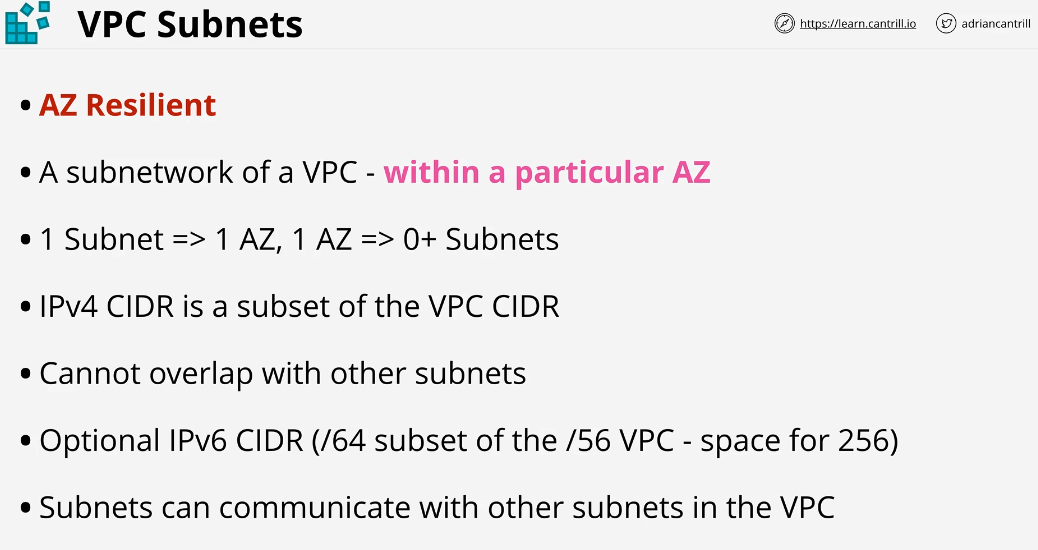 VPC Subnets
https://learn.cantrill.io
adriancantrill
• AZ Resilient
• A subnetwork of a VPC - within a particular AZ
• 1 Subnet => 1 AZ, 1 AZ => 0+ Subnets
• IPv4 CIDR is a subset of the VPC CIDR
• Cannot overlap with other subnets
• Optional IPv6 CIDR (/64 subset of the /56 VPC - space for 256)
• Subnets can communicate with other subnets in the VPC